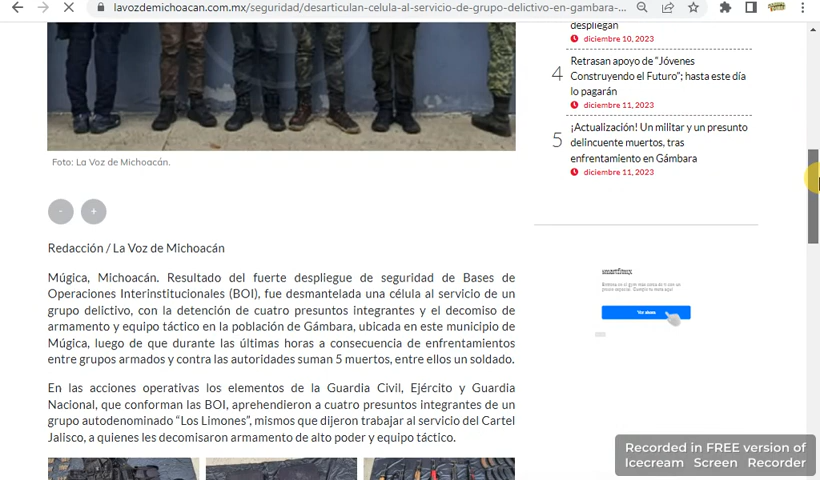 lavozdemichoacan.com.mx/seguridad/desarticulan-celula-al-servicio-de-grupo-delictivo-en-gambara-...
despliegan
diciembre 10, 2023
4
Retrasan apoyo de "Jóvenes
Construyendo el Futuro"; hasta este día
lo pagarán
diciembre 11, 2023
5
¡Actualización! Un militar y un presunto
delincuente muertos, tras
enfrentamiento en Gámbara
diciembre 11, 2023
Foto: La Voz de Michoacán.
- +
Redacción / La Voz de Michoacán
Múgica, Michoacán. Resultado del fuerte despliegue de seguridad de Bases de
Operaciones Interinstitucionales (BOI), fue desmantelada una célula al servicio de un
grupo delictivo, con la detención de cuatro presuntos integrantes y el decomiso de
armamento y equipo táctico en la población de Gámbara, ubicada en este municipio de
Múgica, luego de que durante las últimas horas a consecuencia de enfrentamientos
entre grupos armados y contra las autoridades suman 5 muertos, entre ellos un soldado.
En las acciones operativas los elementos de la Guardia Civil, Ejército y Guardia
Nacional, que conforman las BOI, aprehendieron a cuatro presuntos integrantes de un
grupo autodenominado "Los Limones", mismos que dijeron trabajar al servicio del Cartel
Jalisco, a quienes les decomisaron armamento de alto poder y equipo táctico.
smartfimyx
Ver ahora
Recorded in FREE version of
Icecream Screen Recorder